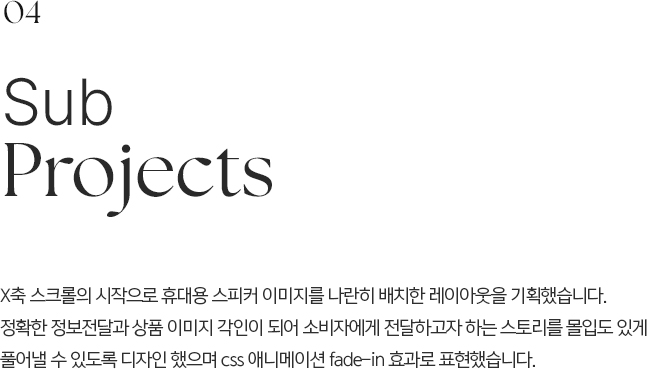 04
Sub
Projects
X축 스크롤의 시작으로 휴대용 스피커 이미지를 나란히 배치한 레이아웃을 기획했습니다.
정확한 정보전달과 상품 이미지 각인이 되어 소비자에게 전달하고자 하는 스토리를 몰입도 있게
풀어낼 수 있도록 디자인 했으며 css 애니메이션 fade-in 효과로 표현했습니다.